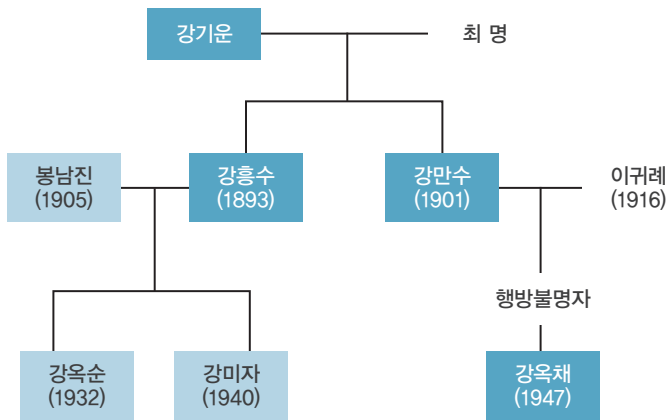 강기운
최 명
봉남진
(1905)
강흥수
(1893)
강만수
(1901)
이귀례
(1916)
행방불명자
강옥순
(1932)
강미자
(1940)
강옥채
(1947)